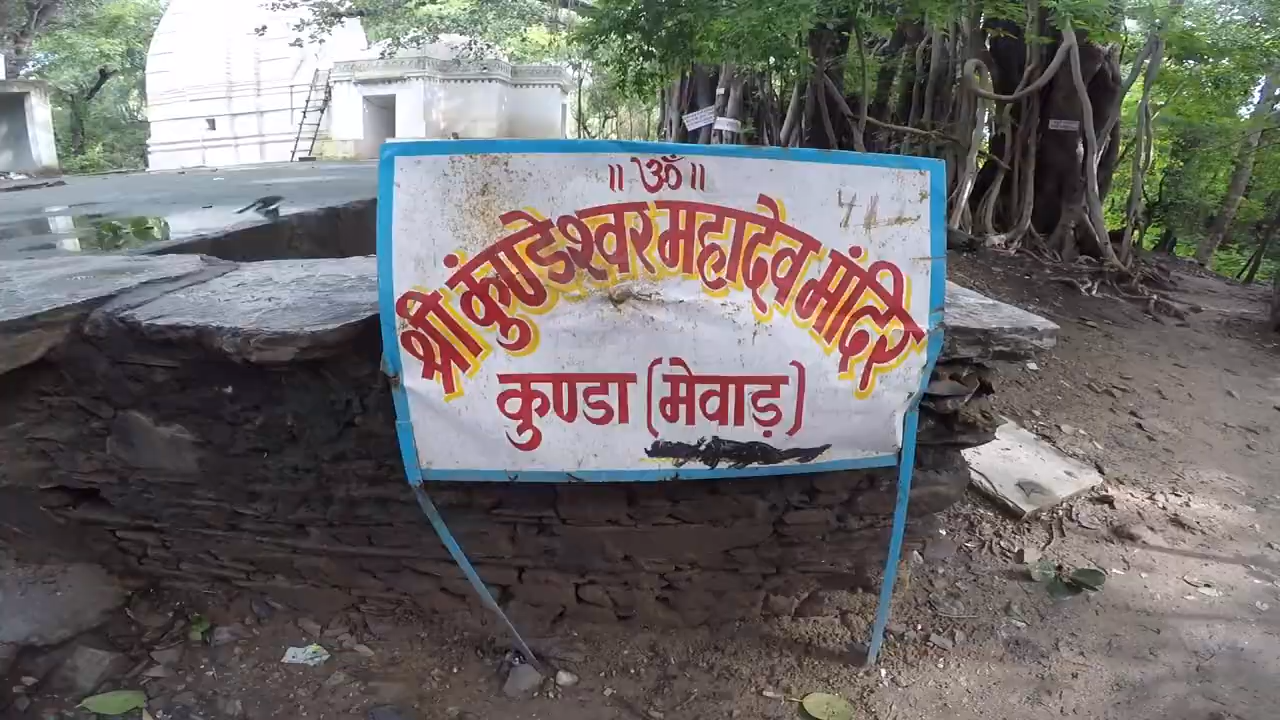 ॥ ॐ ॥
श्री कुंण्डेश्वर महादेव मंदिर
कुण्डा (मेवाड़)